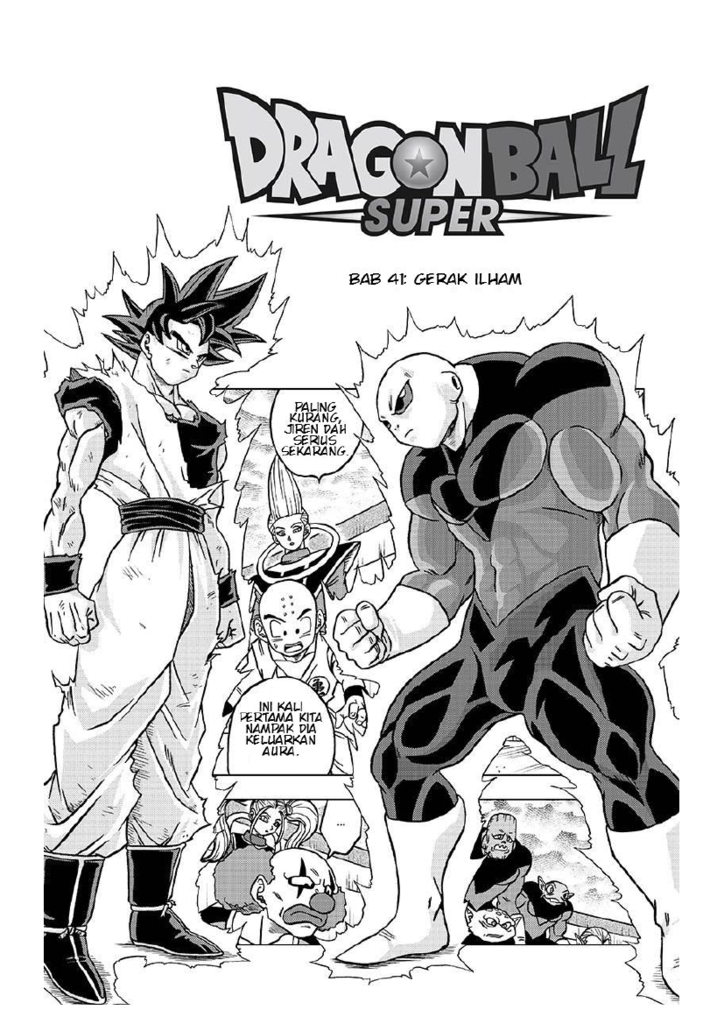 DRAGON BALL
SUPER
BAB 41: GERAK ILHAM
PALING
KURANG,
JIREN DAH
SERIUS
SEKARANG.
INI KALI
PERTAMA KITA
NAMPAK DIA
KELUARKAN
AURA.
...